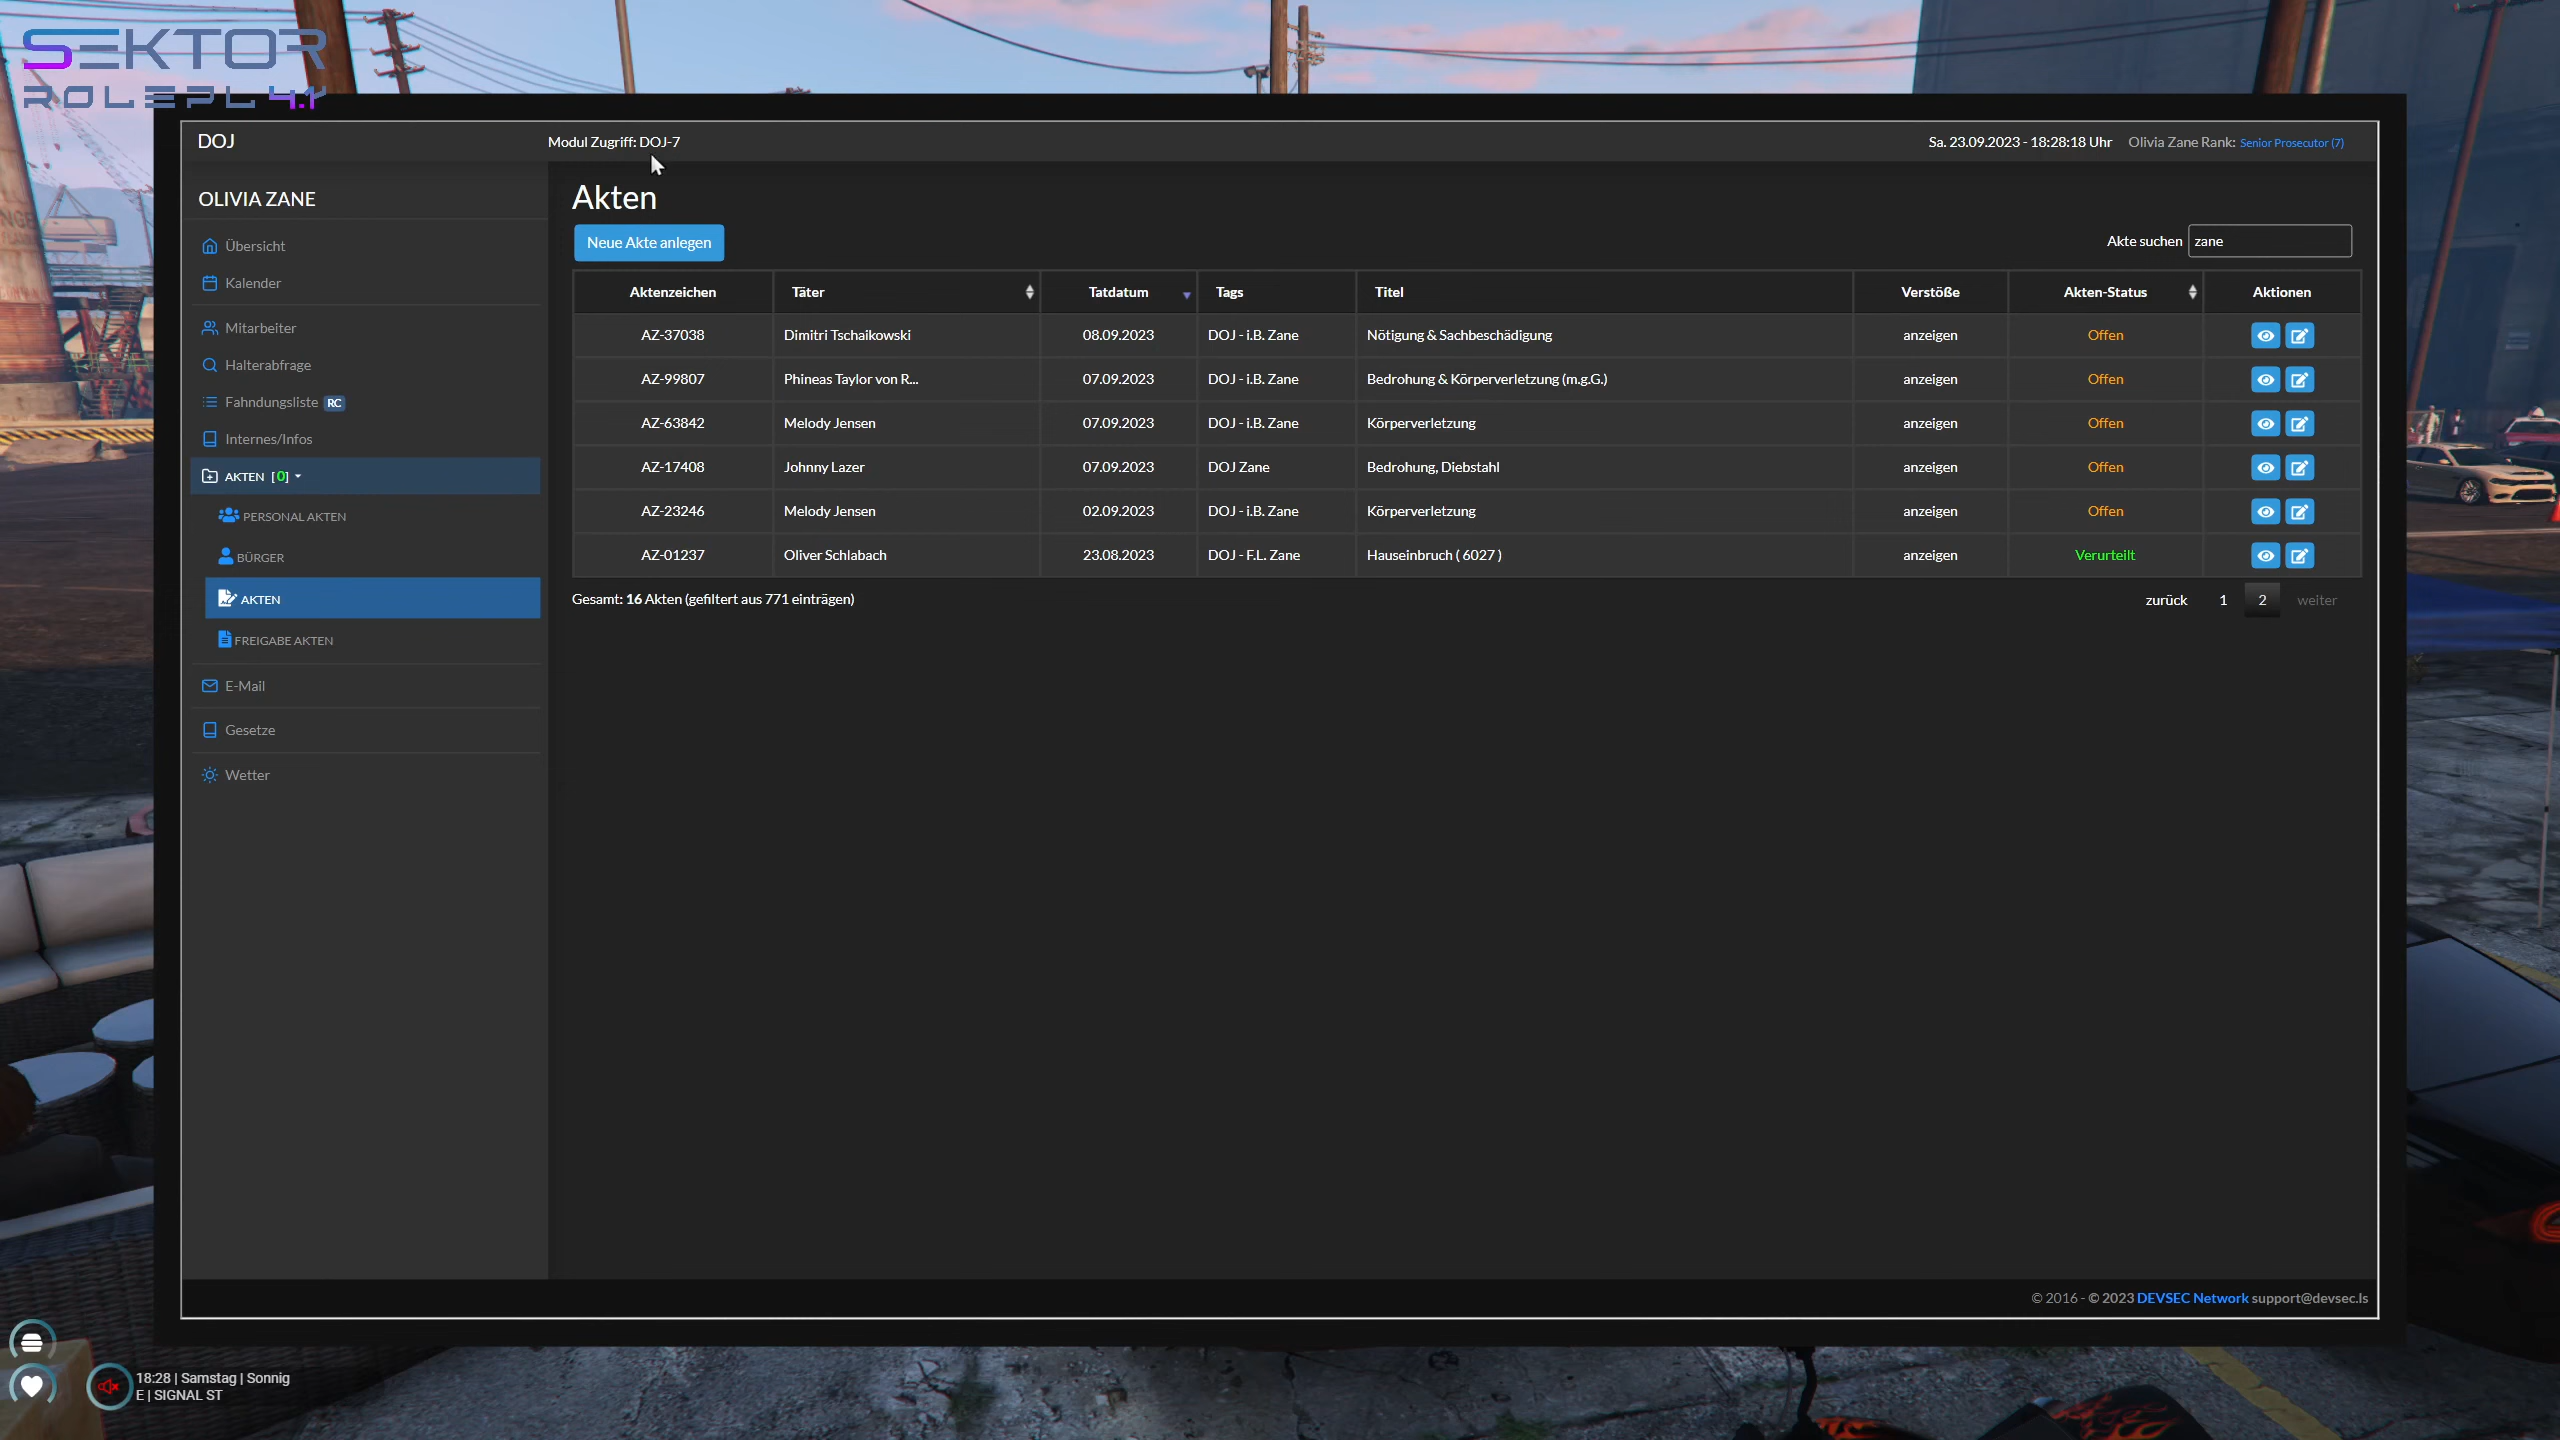 SEKTOR
ROLEPL4.Y
DOJ
Modul Zugriff: DOJ-7
Sa. 23.09.2023 - 18:28:18 Uhr Olivia Zane Rank: Senior Prosecutor (7)
OLIVIA ZANE
Übersicht
Kalender
Mitarbeiter
Halterabfrage
Fahndungsliste RC
Internes/Infos
AKTEN [0]
PERSONAL AKTEN
BÜRGER
AKTEN
FREIGABE AKTEN
E-Mail
Gesetze
Wetter
Akten
Neue Akte anlegen
Akte suchen zane
Aktenzeichen Täter Tatdatum Tags Titel Verstöße Akten-Status Aktionen
AZ-37038 Dimitri Tschaikowski 08.09.2023 DOJ - i.B. Zane Nötigung & Sachbeschädigung anzeigen Offen
AZ-99807 Phineas Taylor von R... 07.09.2023 DOJ - i.B. Zane Bedrohung & Körperverletzung (m.g.G.) anzeigen Offen
AZ-63842 Melody Jensen 07.09.2023 DOJ - i.B. Zane Körperverletzung anzeigen Offen
AZ-17408 Johnny Lazer 07.09.2023 DOJ Zane Bedrohung, Diebstahl anzeigen Offen
AZ-23246 Melody Jensen 02.09.2023 DOJ - i.B. Zane Körperverletzung anzeigen Offen
AZ-01237 Oliver Schlabach 23.08.2023 DOJ - F.L. Zane Hauseinbruch ( 6027 ) anzeigen Verurteilt
Gesamt: 16 Akten (gefiltert aus 771 einträgen)
zurück 1 2 weiter
© 2016 - © 2023 DEVSEC Network support@devsec.ls
18:28 | Samstag | Sonnig
E | SIGNAL ST